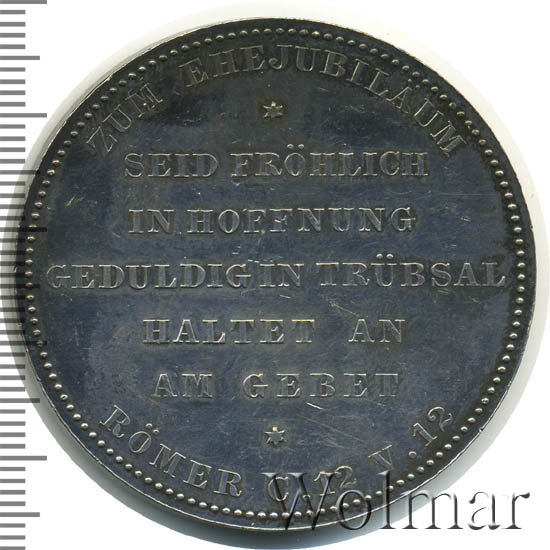 ZUM EHEJUBILÄUM
SEID FRÖHLICH
IN HOFFNUNG
GEDULDIG IN TRÜBSAL
HALTET AN
AM GEBET
RÖMER C. 12 V. 12
Wolmar